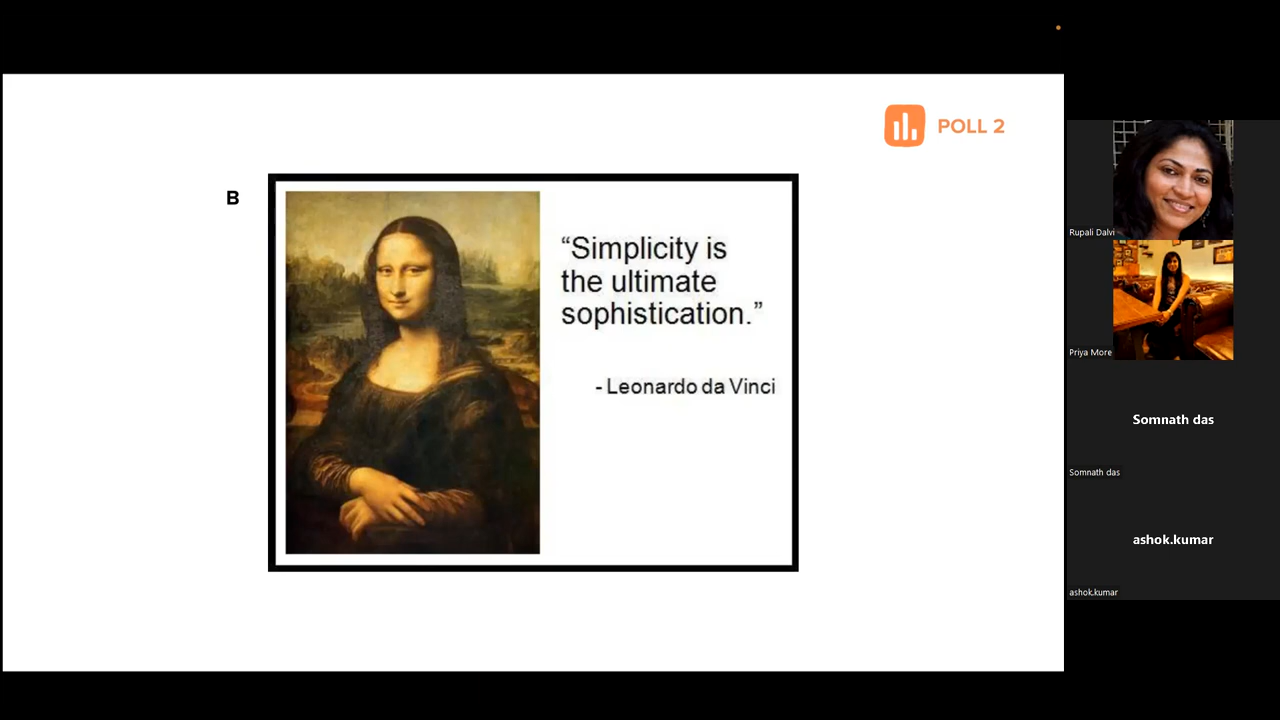 POLL 2
B
“Simplicity is
the ultimate
sophistication.”
- Leonardo da Vinci
Rupali Dalvi
Priya More
Somnath das
Somnath das
ashok.kumar
ashok.kumar